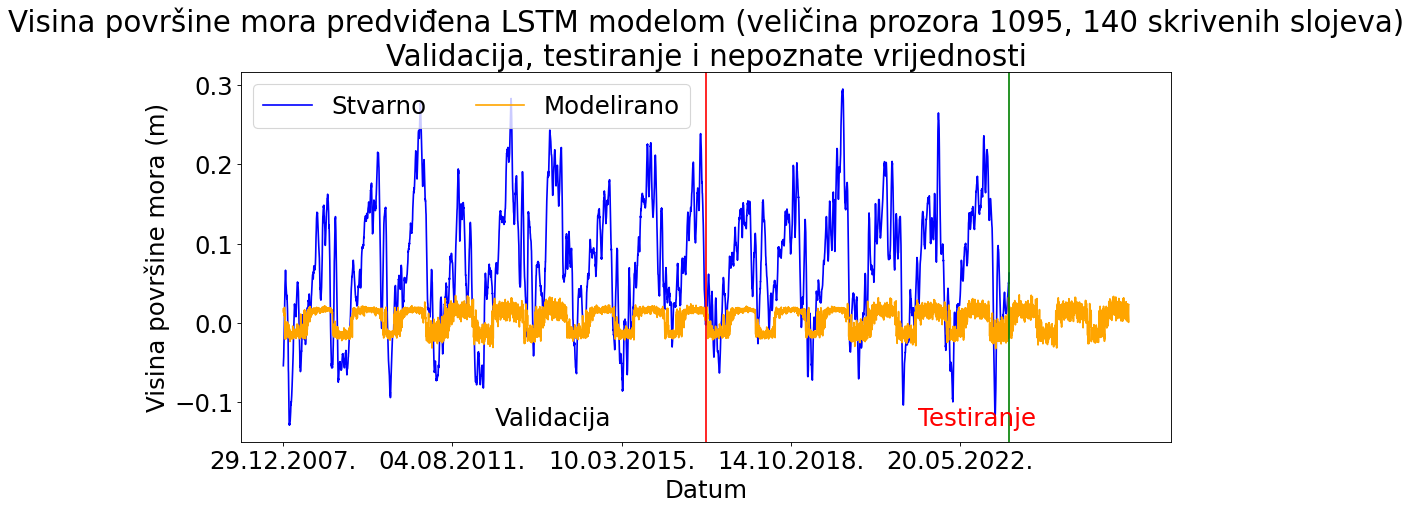 Visina površine mora predviđena LSTM modelom (veličina prozora 1095, 140 skrivenih slojeva)
Validacija, testiranje i nepoznate vrijednosti
Stvarno Modelirano
Visina površine mora (m)
0.3
0.2
0.1
0.0
−0.1
Validacija
Testiranje
29.12.2007. 04.08.2011. 10.03.2015. 14.10.2018. 20.05.2022.
Datum